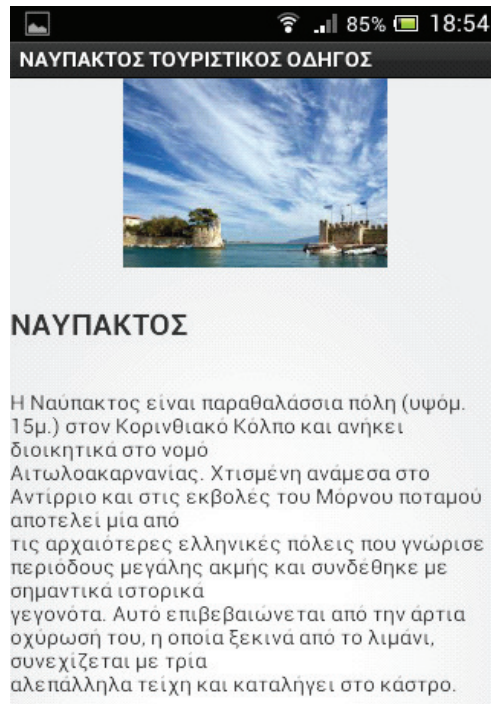 85% 18:54
ΝΑΥΠΑΚΤΟΣ ΤΟΥΡΙΣΤΙΚΟΣ ΟΔΗΓΟΣ
ΝΑΥΠΑΚΤΟΣ
Η Ναύπακτος είναι παραθαλάσσια πόλη (υψόμ.
15μ.) στον Κορινθιακό Κόλπο και ανήκει
διοικητικά στο νομό
Αιτωλοακαρνανίας. Χτισμένη ανάμεσα στο
Αντίρριο και στις εκβολές του Μόρνου ποταμού
αποτελεί μία από
τις αρχαιότερες ελληνικές πόλεις που γνώρισε
περιόδους μεγάλης ακμής και συνδέθηκε με
σημαντικά ιστορικά
γεγονότα. Αυτό επιβεβαιώνεται από την άρτια
οχύρωσή του, η οποία ξεκινά από το λιμάνι,
συνεχίζεται με τρία
αλεπάλληλα τείχη και καταλήγει στο κάστρο.